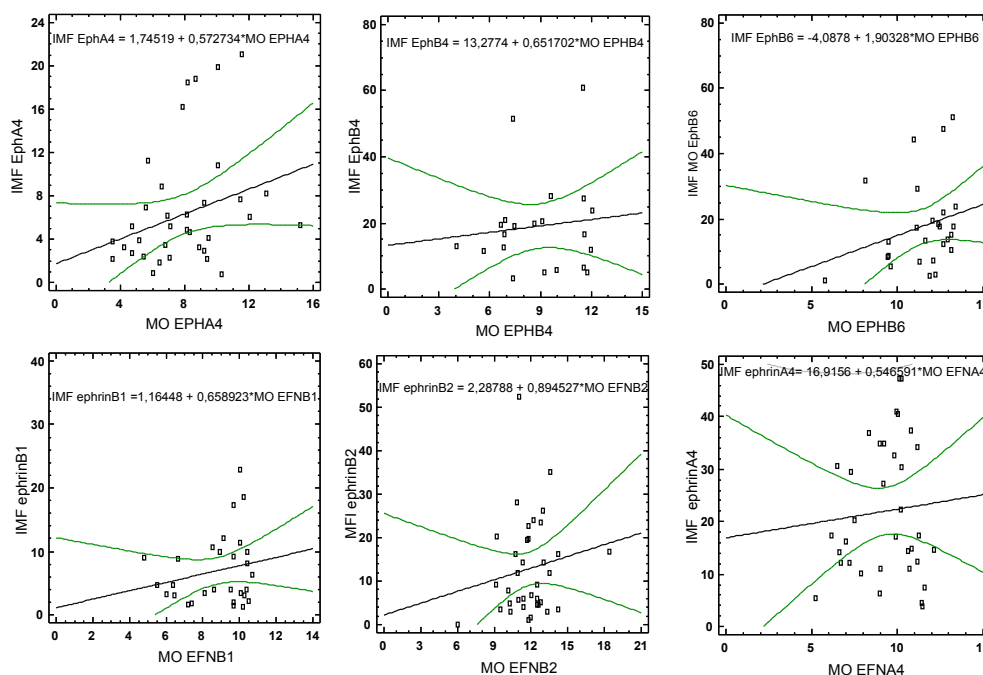 IMF EphA4 = 1,74519 + 0,572734*MO EPHA4
IMF EphA4
24
20
16
12
8
4
0
0 4 8 12 16
MO EPHA4
IMF EphB4 = 13,2774 + 0,651702*MO EPHB4
IMF EphB4
80
60
40
20
0
0 3 6 9 12 15
MO EPHB4
IMF EphB6 = -4,0878 + 1,90328*MO EPHB6
IMF MO EphB6
80
60
40
20
0
0 5 10 15
MO EPHB6
IMF ephrinB1 =1,16448 + 0,658923*MO EFNB1
IMF ephrinB1
40
30
20
10
0
0 2 4 6 8 10 12 14
MO EFNB1
IMF ephrinB2 = 2,28788 + 0,894527*MO EFNB2
MFI ephrinB2
60
50
40
30
20
10
0
0 3 6 9 12 15 18 21
MO EFNB2
IMF ephrinA4= 16,9156 + 0,546591*MO EFNA4
IMF ephrinA4
50
40
30
20
10
0
0 5 10 15
MO EFNA4